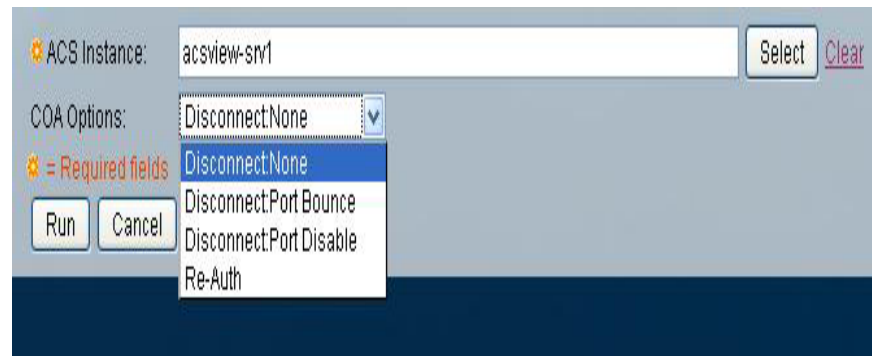 ACS Instance: acsview-srv1 Select Clear
COA Options: Disconnect:None
= Required fields
Disconnect:None
Disconnect:Port Bounce
Disconnect:Port Disable
Re-Auth
Run Cancel